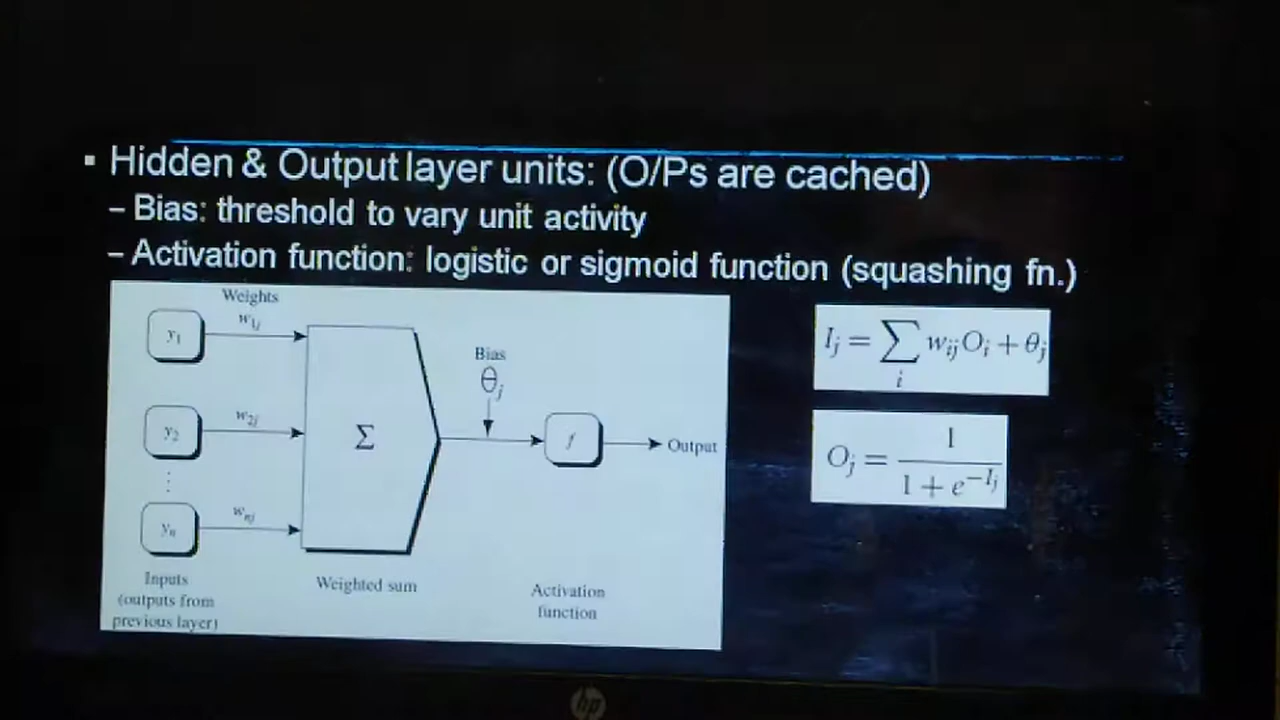 ▪ Hidden & Output layer units: (O/Ps are cached)
– Bias: threshold to vary unit activity
– Activation function: logistic or sigmoid function (squashing fn.)
Weights
y₁
w₁ⱼ
y₂
w₂ⱼ
⋮
yₙ
wₙⱼ
Σ
Bias
θⱼ
f
Output
Inputs
(outputs from
previous layer)
Weighted sum
Activation
function
Iⱼ = ∑ᵢ wᵢⱼOᵢ + θⱼ
Oⱼ = 1 / (1 + e^−Iⱼ)
hp